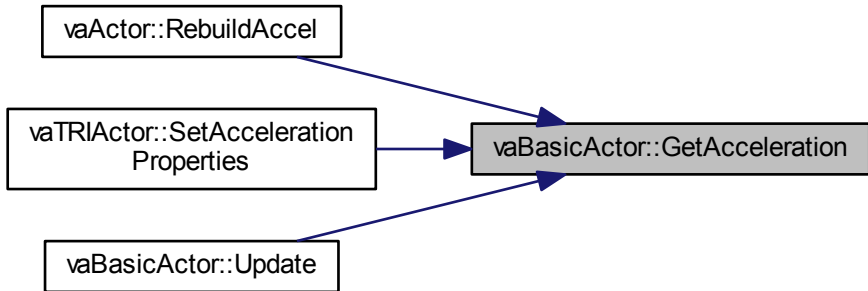 vaActor::RebuildAccel
vaTRIActor::SetAcceleration
Properties
vaBasicActor::GetAcceleration
vaBasicActor::Update